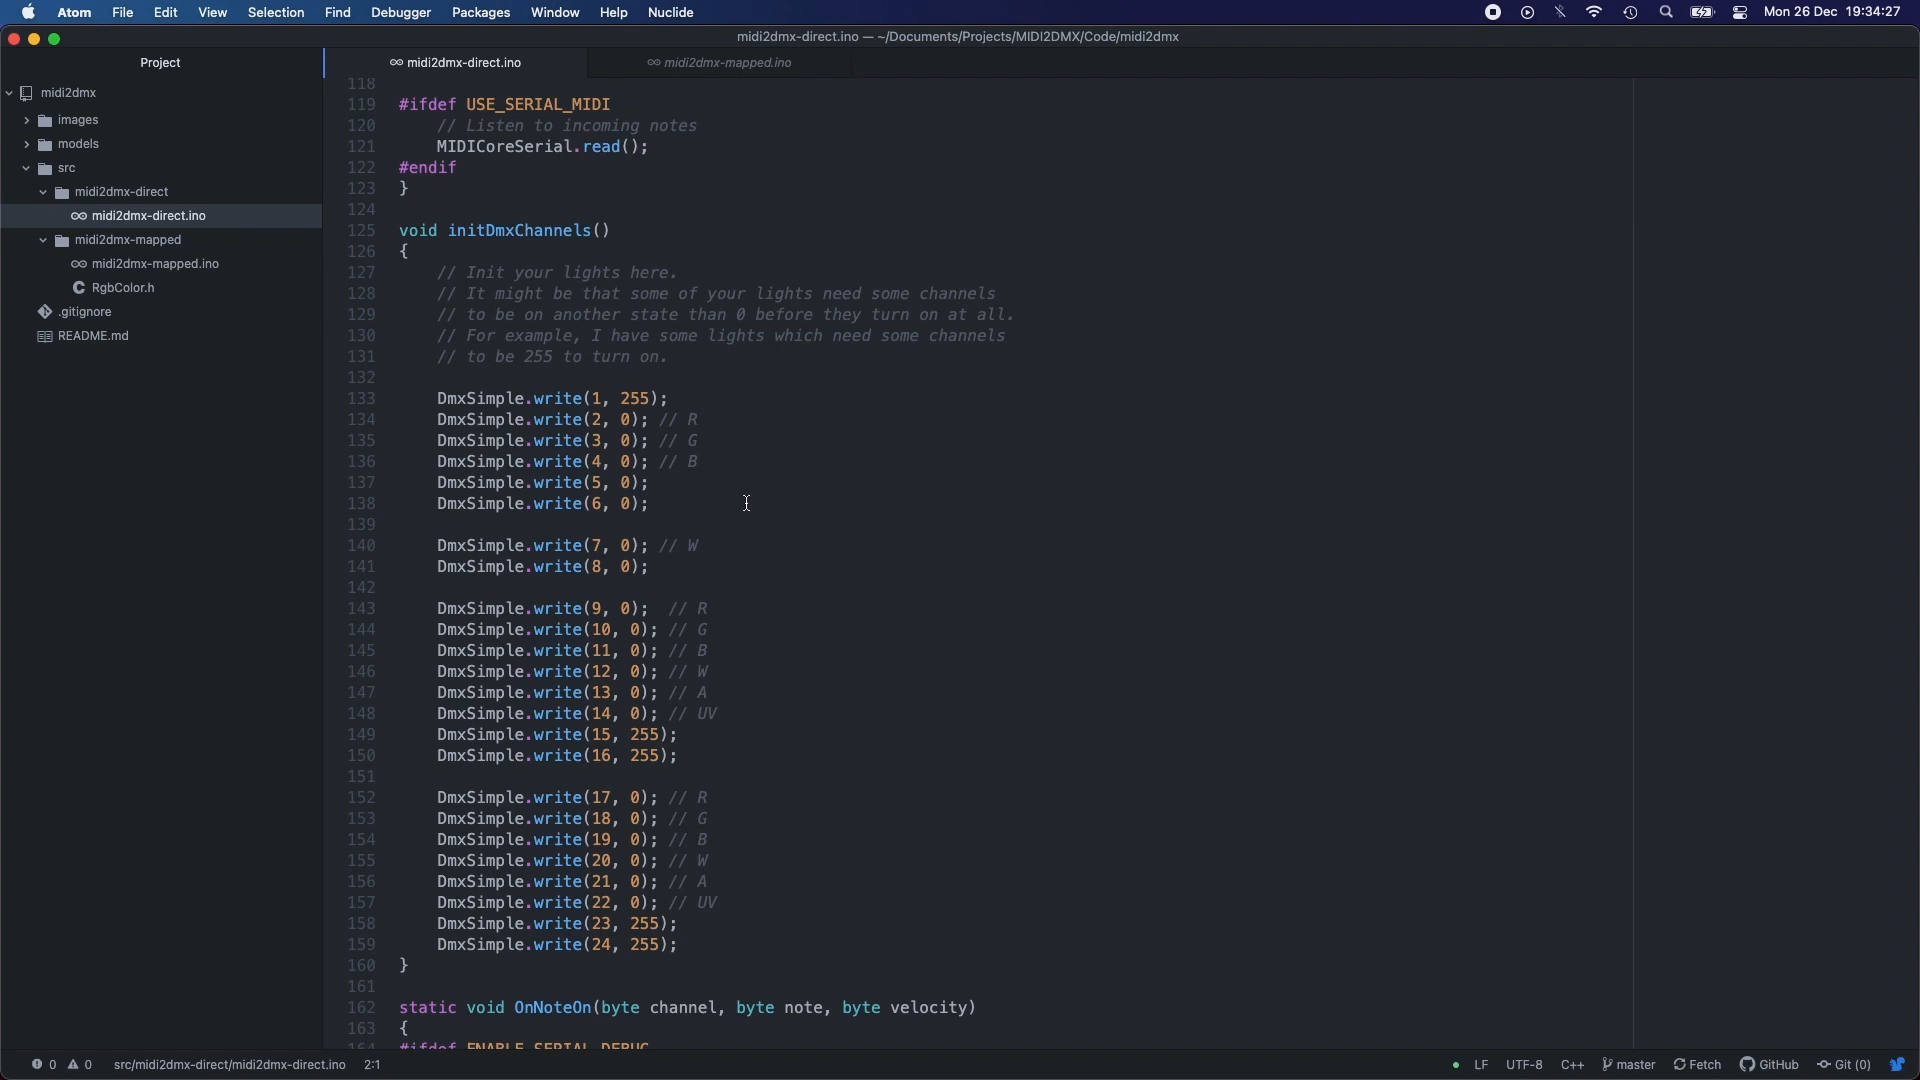 Atom File Edit View Selection Find Debugger Packages Window Help Nuclide Mon 26 Dec 19:34:27
midi2dmx-direct.ino — ~/Documents/Projects/MIDI2DMX/Code/midi2dmx
Project
midi2dmx-direct.ino midi2dmx-mapped.ino
midi2dmx
images
models
src
midi2dmx-direct
midi2dmx-direct.ino
midi2dmx-mapped
midi2dmx-mapped.ino
RgbColor.h
.gitignore
README.md
118
119 #ifdef USE_SERIAL_MIDI
120 // Listen to incoming notes
121 MIDICoreSerial.read();
122 #endif
123 }
124
125 void initDmxChannels()
126 {
127 // Init your lights here.
128 // It might be that some of your lights need some channels
129 // to be on another state than 0 before they turn on at all.
130 // For example, I have some lights which need some channels
131 // to be 255 to turn on.
132
133 DmxSimple.write(1, 255);
134 DmxSimple.write(2, 0); // R
135 DmxSimple.write(3, 0); // G
136 DmxSimple.write(4, 0); // B
137 DmxSimple.write(5, 0);
138 DmxSimple.write(6, 0);
139
140 DmxSimple.write(7, 0); // W
141 DmxSimple.write(8, 0);
142
143 DmxSimple.write(9, 0); // R
144 DmxSimple.write(10, 0); // G
145 DmxSimple.write(11, 0); // B
146 DmxSimple.write(12, 0); // W
147 DmxSimple.write(13, 0); // A
148 DmxSimple.write(14, 0); // UV
149 DmxSimple.write(15, 255);
150 DmxSimple.write(16, 255);
151
152 DmxSimple.write(17, 0); // R
153 DmxSimple.write(18, 0); // G
154 DmxSimple.write(19, 0); // B
155 DmxSimple.write(20, 0); // W
156 DmxSimple.write(21, 0); // A
157 DmxSimple.write(22, 0); // UV
158 DmxSimple.write(23, 255);
159 DmxSimple.write(24, 255);
160 }
161
162 static void OnNoteOn(byte channel, byte note, byte velocity)
163 {
164 #ifdef ENABLE_SERIAL_DEBUG
0 0 src/midi2dmx-direct/midi2dmx-direct.ino 2:1 LF UTF-8 C++ master Fetch GitHub Git (0)